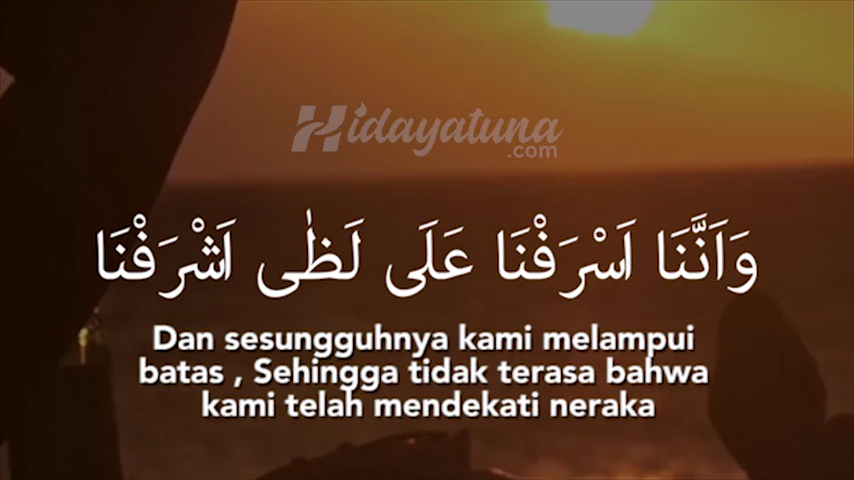 Hidayatuna
.com
وَاَنَّنَا اَسْرَفْنَا عَلَى لَظٰى اَشْرَفْنَا
Dan sesungguhnya kami melampui
batas , Sehingga tidak terasa bahwa
kami telah mendekati neraka